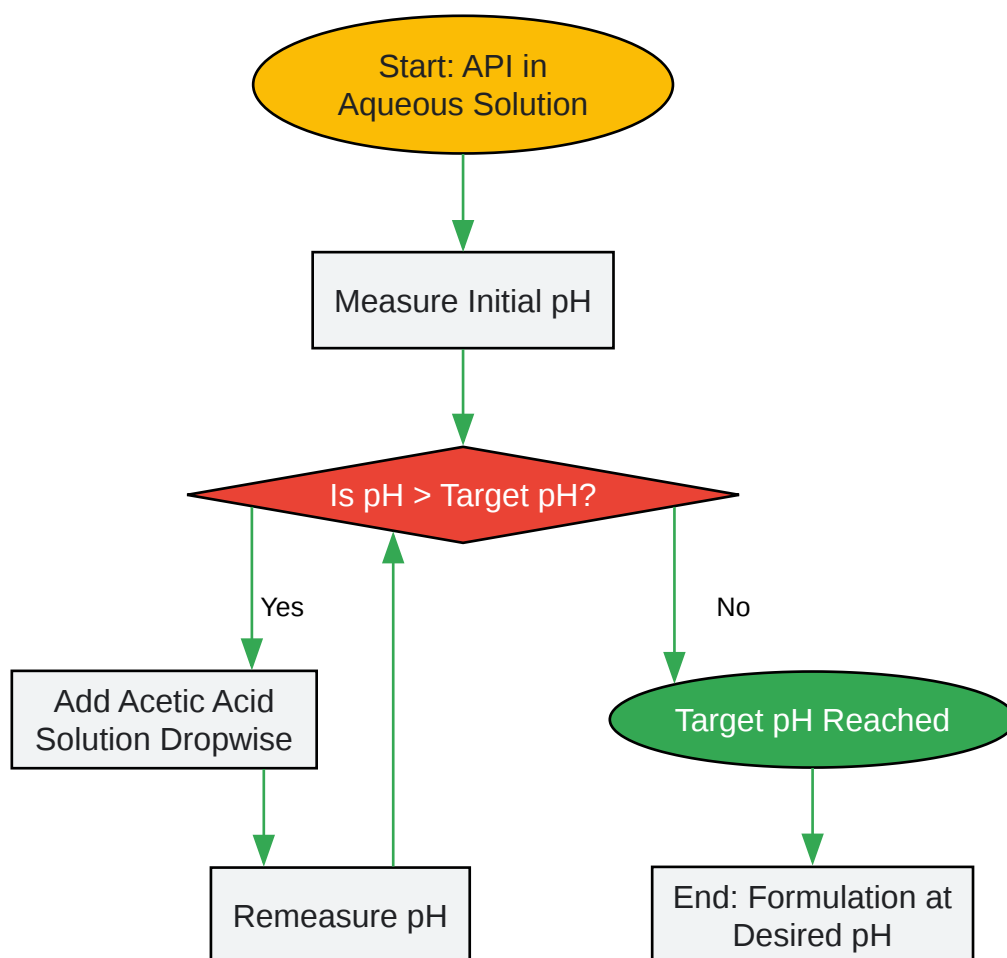 Start: API in
Aqueous Solution
Measure Initial pH
Is pH > Target pH?
Yes
No
Add Acetic Acid
Solution Dropwise
Target pH Reached
Remeasure pH
End: Formulation at
Desired pH